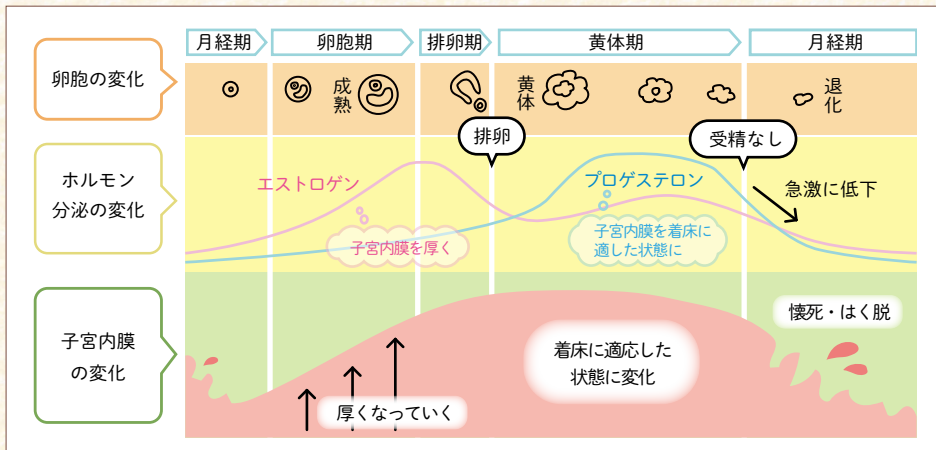 月経期
卵胞期
排卵期
黄体期
月経期
卵胞の変化
成熟
黄体
退化
排卵
受精なし
ホルモン
分泌の変化
エストロゲン
子宮内膜を厚く
プロゲステロン
子宮内膜を着床に
適した状態に
急激に低下
子宮内膜
の変化
厚くなっていく
着床に適応した
状態に変化
懐死・はく脱